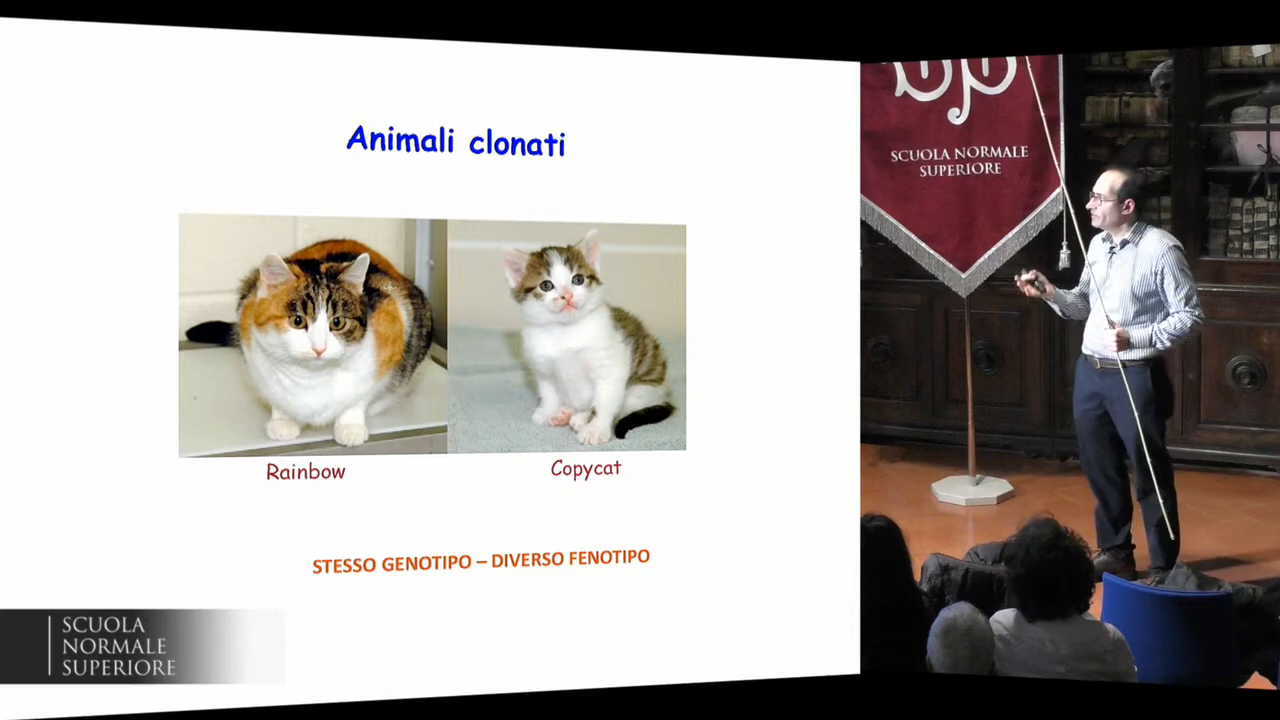 Animali clonati
Rainbow
Copycat
STESSO GENOTIPO – DIVERSO FENOTIPO
SCUOLA
NORMALE
SUPERIORE
SCUOLA NORMALE
SUPERIORE